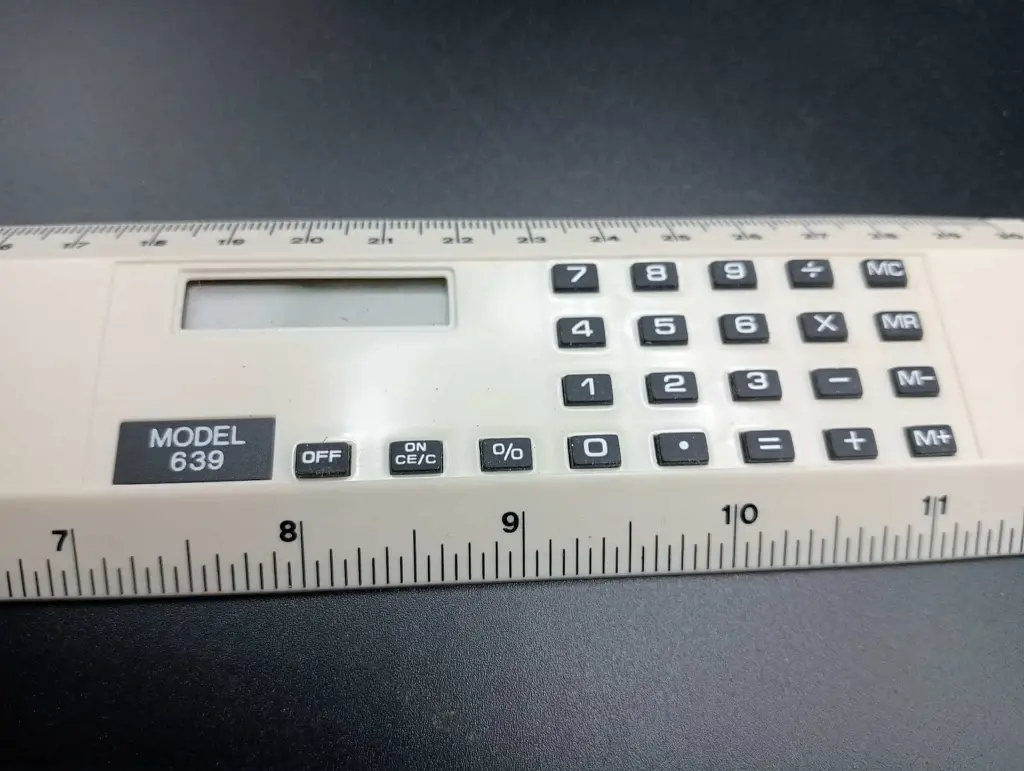 17 18 19 20 21 22 23 24 25 26 27 28 29
7 8 9 ÷ MC
4 5 6 X MR
1 2 3 − M−
MODEL
639
OFF
ON
CE/C
%
0 • = + M+
7 8 9 10 11